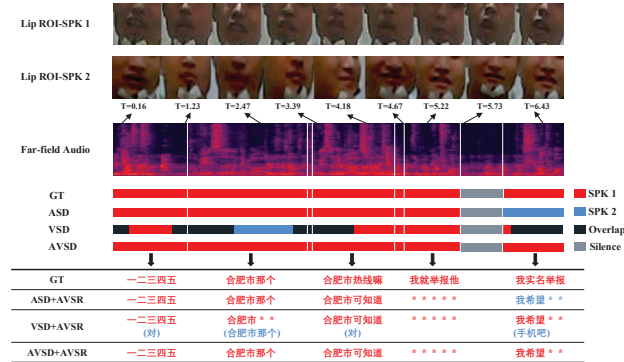 Lip ROI-SPK 1
Lip ROI-SPK 2
T=0.16 T=1.23 T=2.47 T=3.39 T=4.18 T=4.67 T=5.22 T=5.73 T=6.43
Far-field Audio
GT SPK 1
ASD SPK 2
VSD Overlap
AVSD Silence
GT 一二三四五 合肥市那个 合肥市热线嘛 我就举报他 我实名举报
ASD+AVSR 一二三四五 合肥市那个 合肥市可知道 * * * * * 我希望 * *
VSD+AVSR 一二三四五 合肥市 * * 合肥市可知道 * * * * * 我希望 * *
(对) (合肥市那个) (对) (手机吧)
AVSD+AVSR 一二三四五 合肥市那个 合肥市可知道 * * * * * 我希望 * *